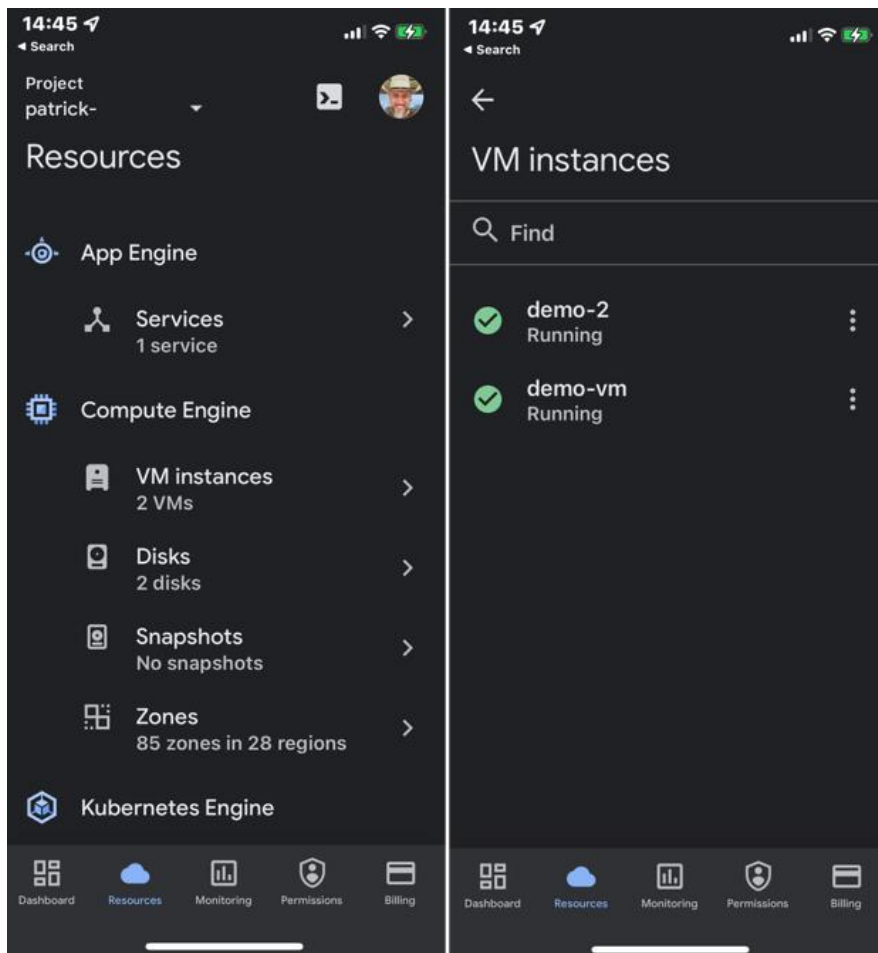 14:45
◀ Search
Project
patrick-
Resources
App Engine
Services
1 service
Compute Engine
VM instances
2 VMs
Disks
2 disks
Snapshots
No snapshots
Zones
85 zones in 28 regions
Kubernetes Engine
Dashboard Resources Monitoring Permissions Billing
14:45
◀ Search
VM instances
Find
demo-2
Running
demo-vm
Running
Dashboard Resources Monitoring Permissions Billing